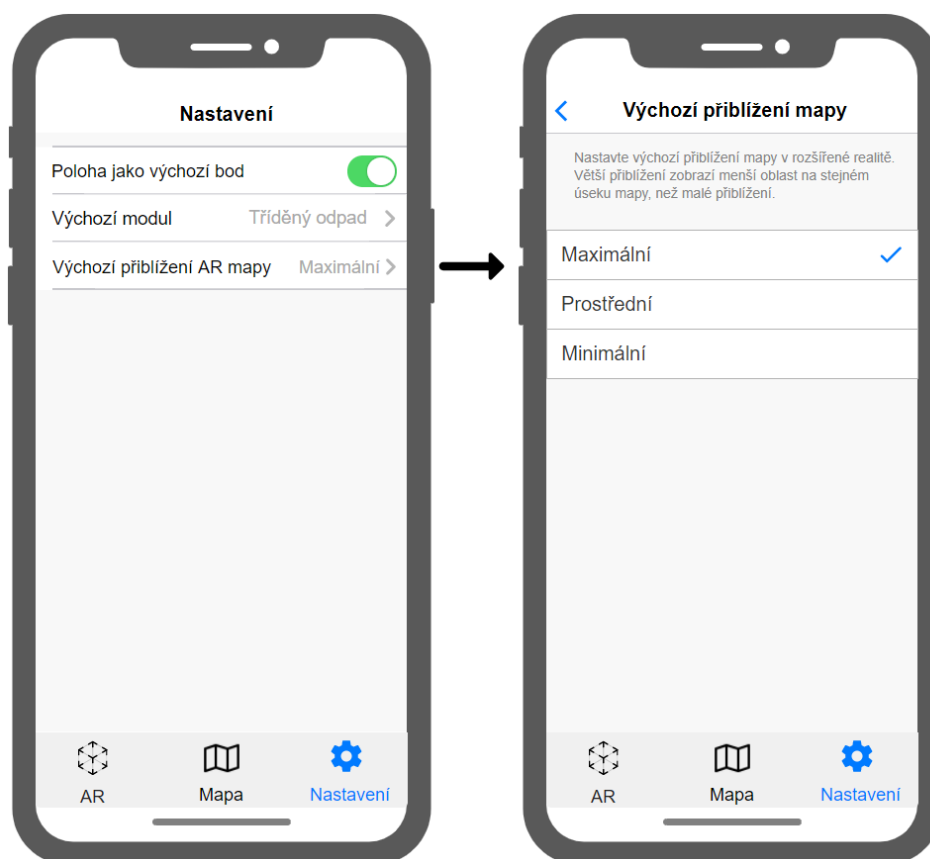 Nastavení
Poloha jako výchozí bod
Výchozí modul Tříděný odpad
Výchozí přiblížení AR mapy Maximální
AR Mapa Nastavení
Výchozí přiblížení mapy
Nastavte výchozí přiblížení mapy v rozšířené realitě.
Větší přiblížení zobrazí menší oblast na stejném
úseku mapy, než malé přiblížení.
Maximální
Prostřední
Minimální
AR Mapa Nastavení